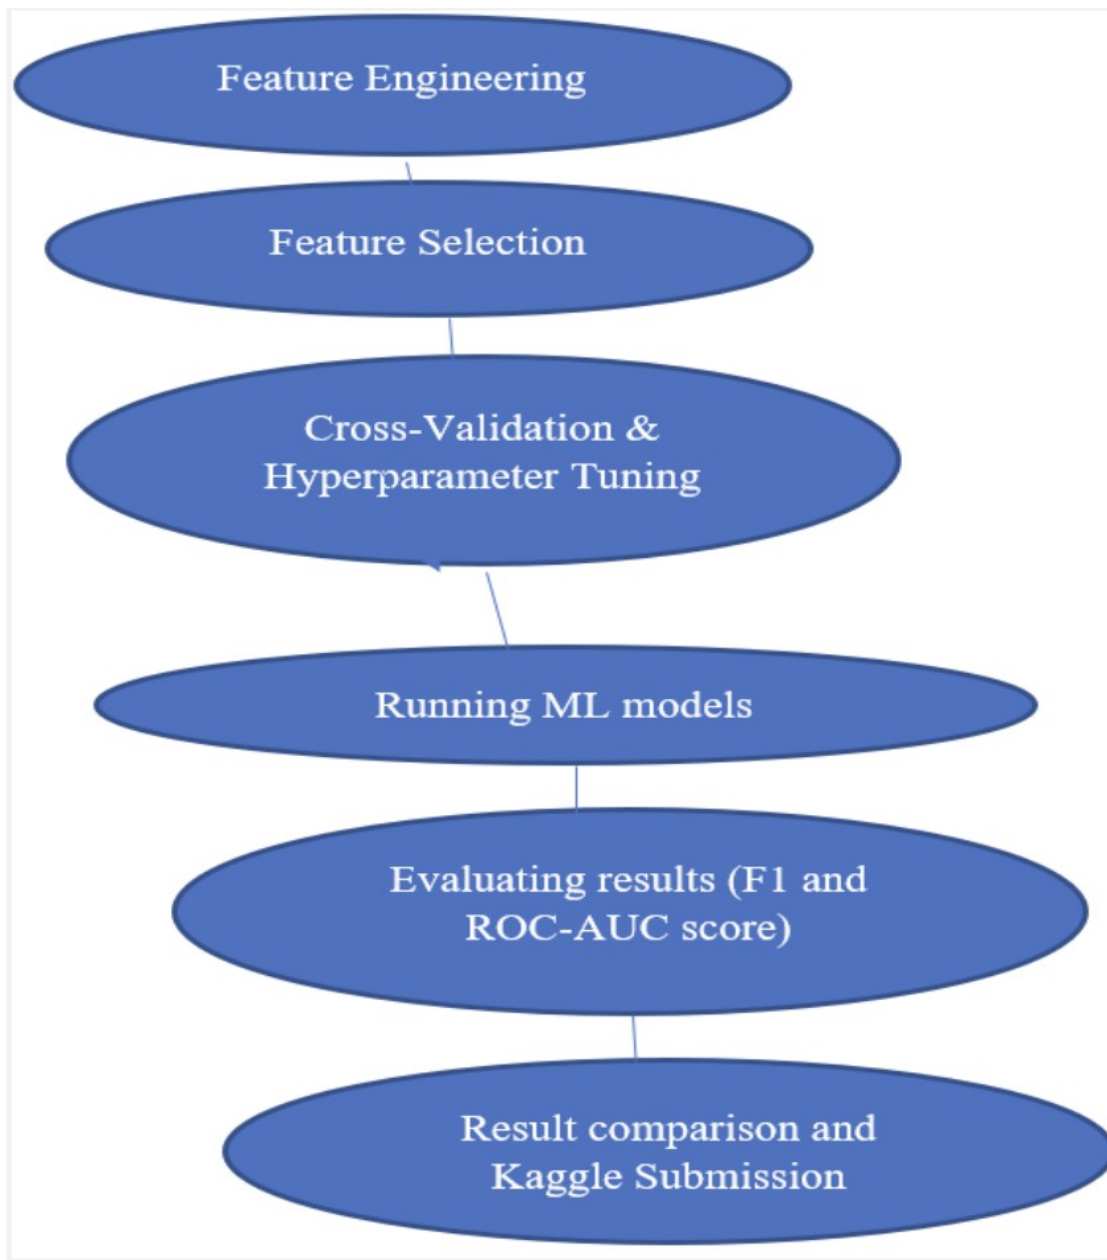 Feature Engineering
Feature Selection
Cross-Validation &
Hyperparameter Tuning
Running ML models
Evaluating results (F1 and
ROC-AUC score)
Result comparison and
Kaggle Submission